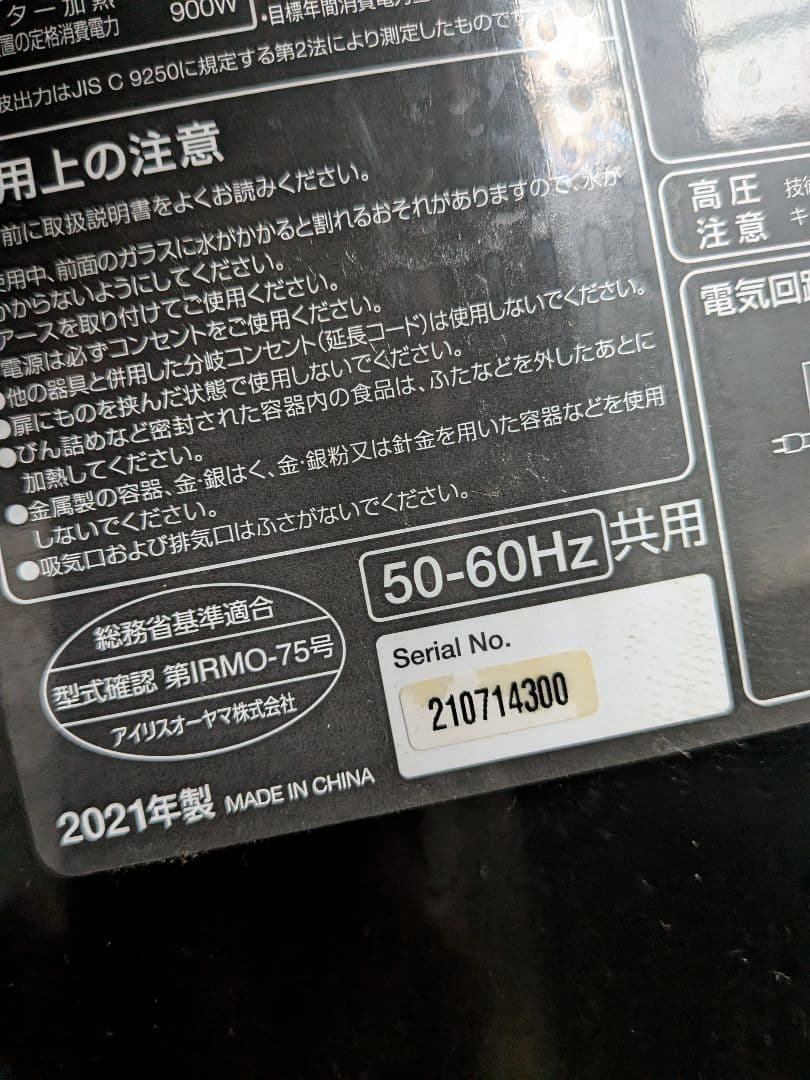 ター加熱
置の定格消費電力
900W
・目標年間消費電力量
波出力はJIS C 9250に規定する第2法により測定したものです
用上の注意
前に取扱説明書をよくお読みください。
使用中、前面のガラスに水がかかると割れるおそれがありますので、水が
かからないようにしてください。
アースを取り付けてご使用ください。
電源は必ずコンセントをご使用ください。
●他の器具と併用した分岐コンセント(延長コード)は使用しないでください。
●扉にものを挟んだ状態で使用しないでください。
●びん詰めなど密封された容器内の食品は、ふたなどを外したあとに
加熱してください。
●金属製の容器、金・銀はく、金・銀粉又は針金を用いた容器などを使用
しないでください。
●吸気口および排気口はふさがないでください。
高圧
注意
技術
キ
電気回路
50-60Hz 共用
総務省基準適合
型式確認 第IRMO-75号
アイリスオーヤマ株式会社
Serial No.
210714300
2021年製 MADE IN CHINA